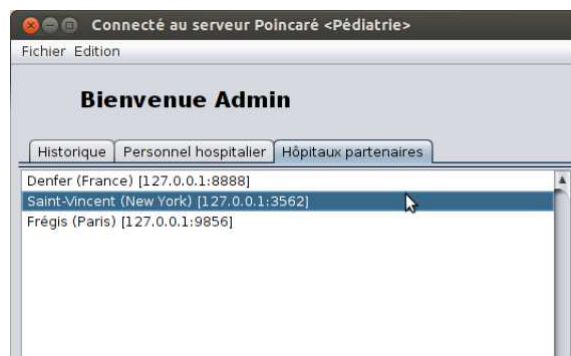 Connecté au serveur Poincaré <Pédiatrie>
Fichier Edition
Bienvenue Admin
Historique Personnel hospitalier Hôpitaux partenaires
Denfer (France) [127.0.0.1:8888]
Saint-Vincent (New York) [127.0.0.1:3562]
Frégis (Paris) [127.0.0.1:9856]